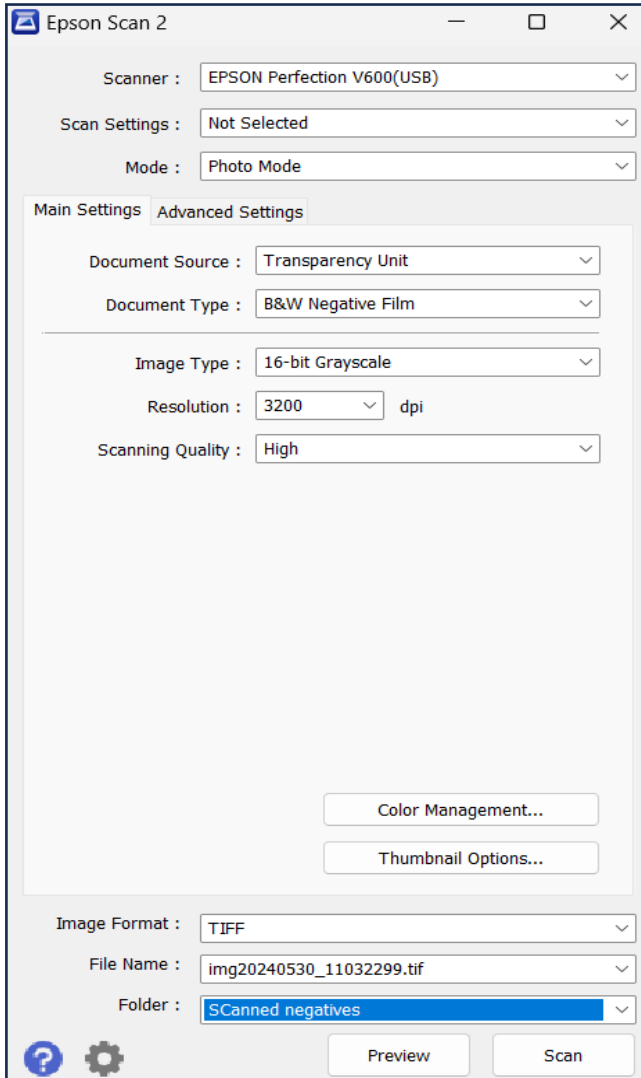 Epson Scan 2
Scanner : EPSON Perfection V600(USB)
Scan Settings : Not Selected
Mode : Photo Mode
Main Settings Advanced Settings
Document Source : Transparency Unit
Document Type : B&W Negative Film
Image Type : 16-bit Grayscale
Resolution : 3200 dpi
Scanning Quality : High
Color Management...
Thumbnail Options...
Image Format : TIFF
File Name : img20240530_11032299.tif
Folder : SCanned negatives
? Preview Scan